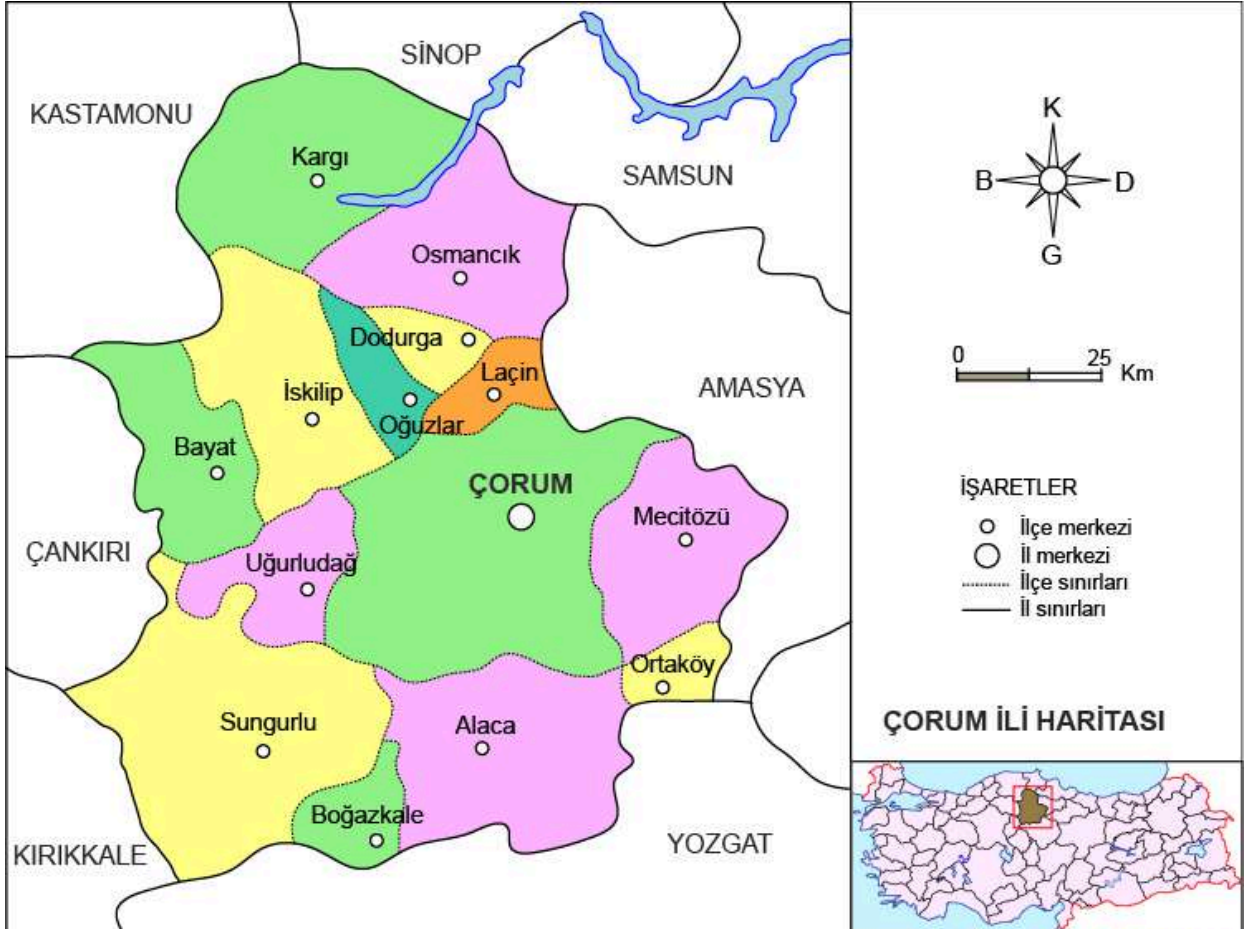 SİNOP
KASTAMONU
Kargı
SAMSUN
Osmancık
Dodurga
Laçin
AMASYA
İskilip
Oğuzlar
Bayat
ÇORUM
Mecitözü
ÇANKIRI
Uğurludağ
Ortaköy
Sungurlu
Alaca
Boğazkale
KIRIKKALE
YOZGAT
K
B
D
G
0
25
Km
İŞARETLER
İlçe merkezi
İl merkezi
İlçe sınırları
İl sınırları
ÇORUM İLİ HARİTASI